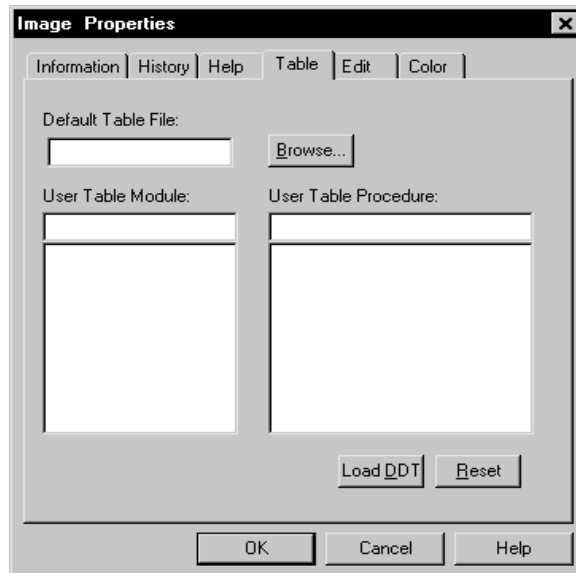 Image Properties
Information History Help Table Edit Color
Default Table File:
Browse...
User Table Module: User Table Procedure:
Load DDT Reset
OK Cancel Help